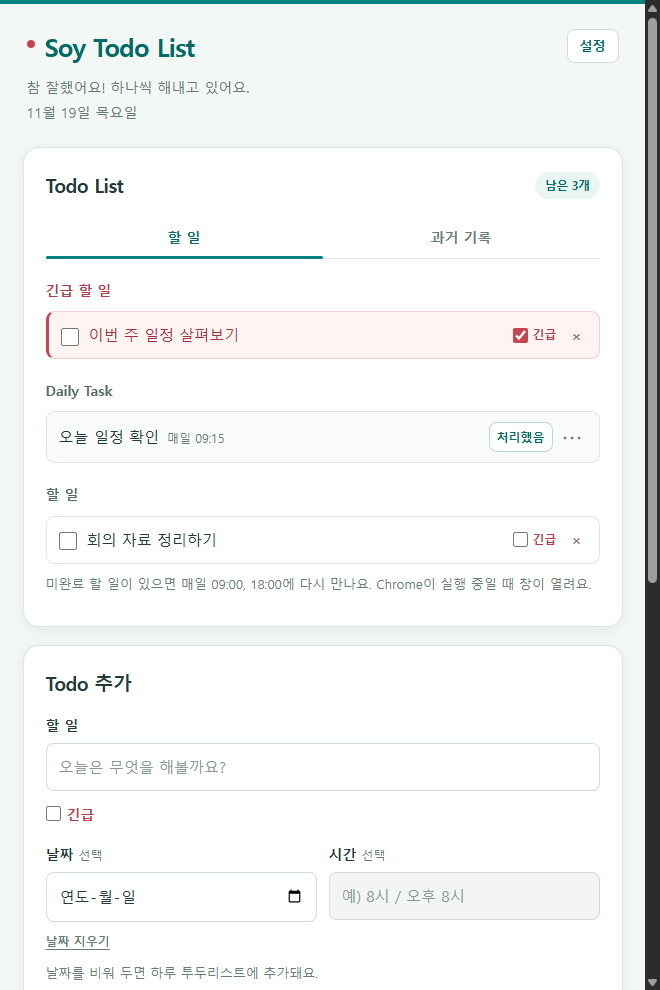 Soy Todo List
설정
참 잘했어요! 하나씩 해내고 있어요.
11월 19일 목요일
Todo List
남은 3개
할 일
과거 기록
긴급 할 일
이번 주 일정 살펴보기
긴급
×
Daily Task
오늘 일정 확인 매일 09:15
처리했음
···
할 일
회의 자료 정리하기
긴급
×
미완료 할 일이 있으면 매일 09:00, 18:00에 다시 만나요. Chrome이 실행 중일 때 창이 열려요.
Todo 추가
할 일
오늘은 무엇을 해볼까요?
긴급
날짜 선택
시간 선택
연도-월-일
예) 8시 / 오후 8시
날짜 지우기
날짜를 비워 두면 하루 투두리스트에 추가돼요.